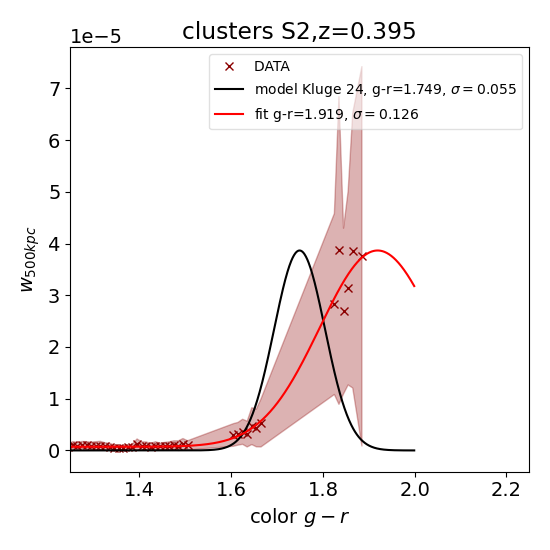 clusters S2,z=0.395
1e−5
DATA
model Kluge 24, g-r=1.749, σ = 0.055
fit g-r=1.919, σ = 0.126
7
6
5
4
3
2
1
0
w500kpc
1.4 1.6 1.8 2.0 2.2
color g − r